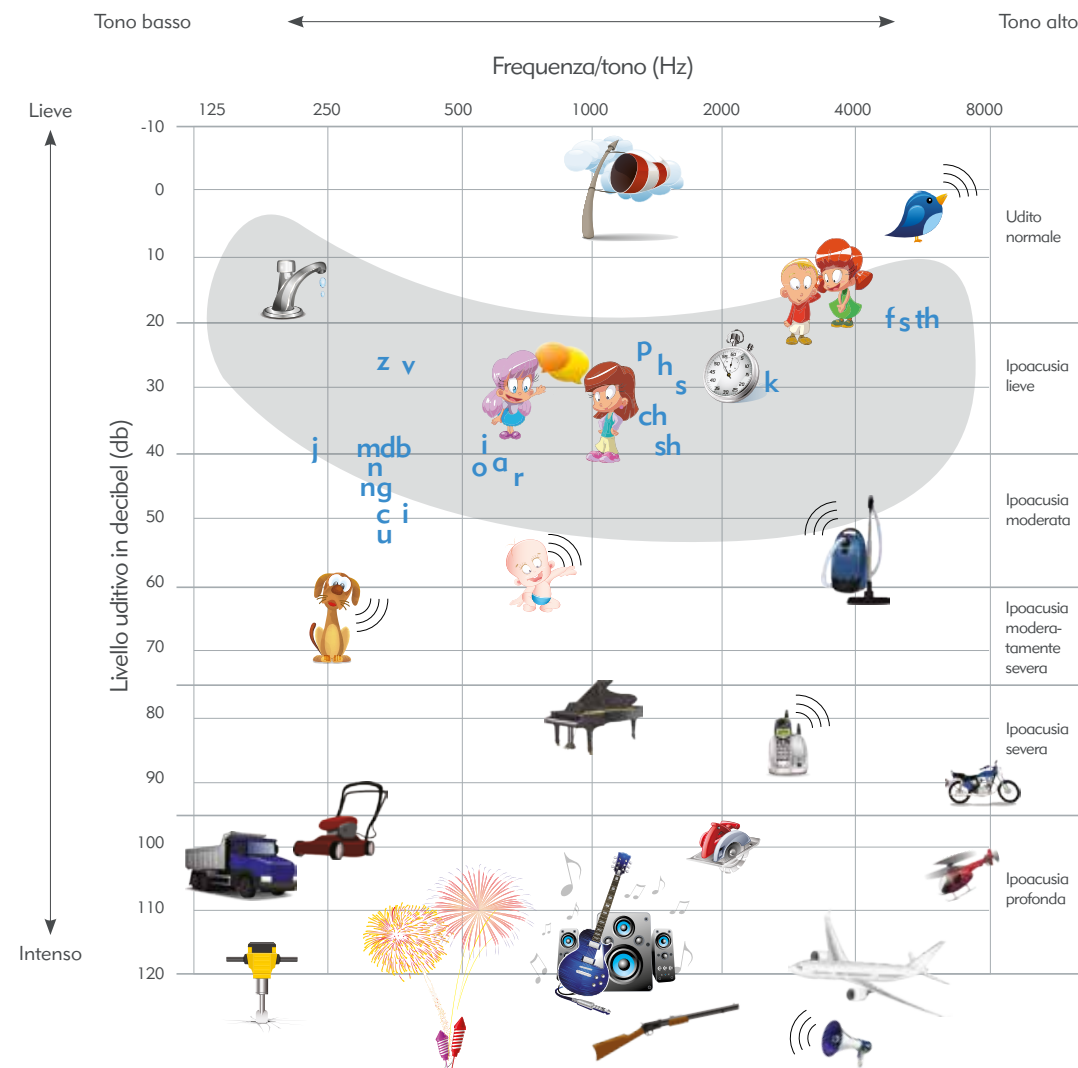 Tono basso
Tono alto
Frequenza/tono (Hz)
Lieve
125 250 500 1000 2000 4000 8000
-10
0
Udito
normale
10
20
f s th
z v
p
h
s
k
Ipoacusia
lieve
30
ch
j
mdb
i
sh
40
n
o a
r
ng
c i
u
50
Ipoacusia
moderata
Livello uditivo in decibel (db)
60
Ipoacusia
modera-
tamente
severa
70
80
Ipoacusia
severa
90
100
Ipoacusia
profonda
110
Intenso
120